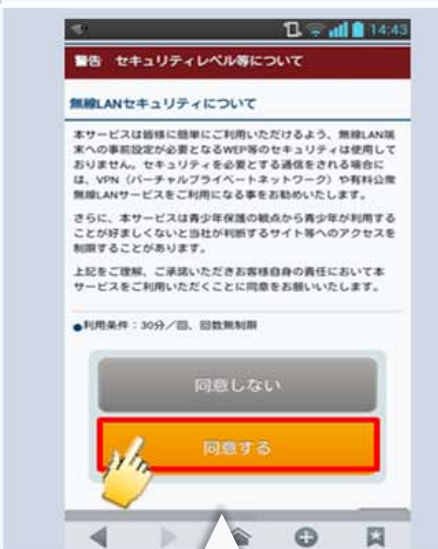 14:43
警告 セキュリティレベル等について
無線LANセキュリティについて
本サービスは皆様に簡単にご利用いただけるよう、無線LAN端
末への事前設定が必要となるWEP等のセキュリティは使用して
おりません。セキュリティを必要とする通信をされる場合に
は、VPN（バーチャルプライベートネットワーク）や有料公衆
無線LANサービスをご利用になる事をお勧めいたします。
さらに、本サービスは青少年保護の観点から青少年が利用する
ことが好ましくないと当社が判断するサイト等へのアクセスを
制限することがあります。
上記をご理解、ご承諾いただきお客様自身の責任において本
サービスをご利用いただくことに同意をお願いいたします。
●利用条件：30分／回、回数無制限
同意しない
同意する